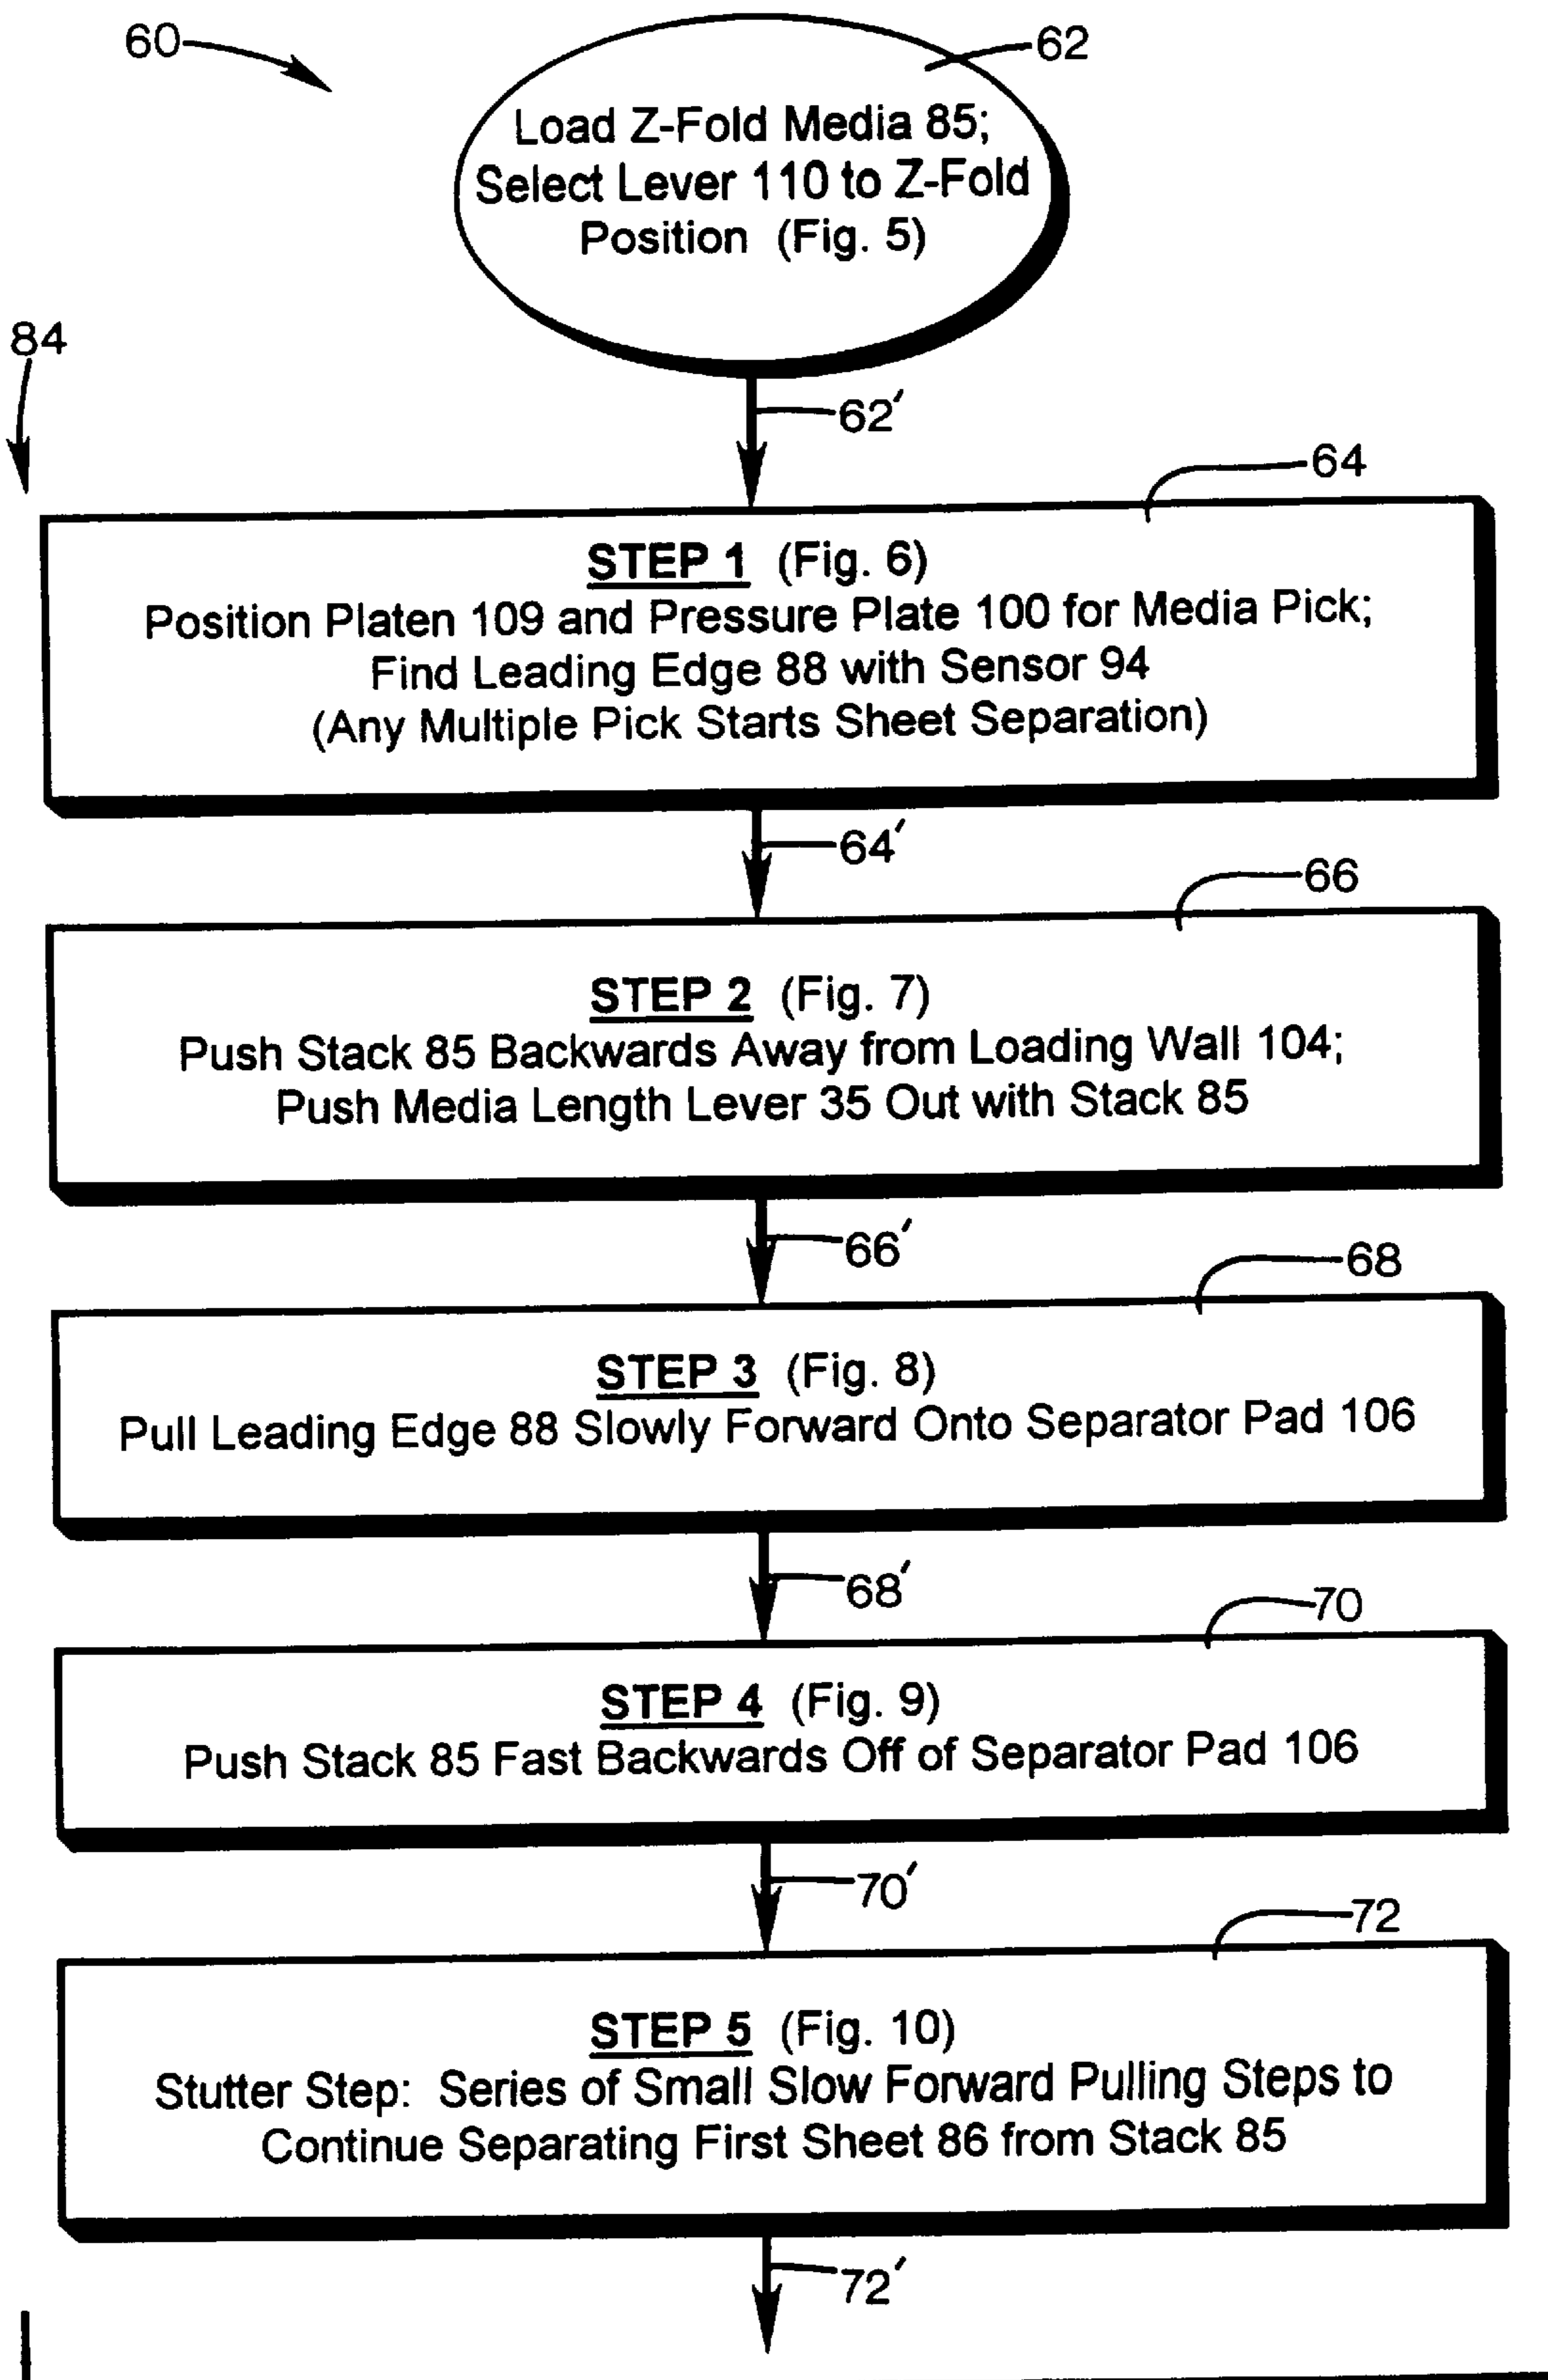 60
62
Load Z-Fold Media 85;
Select Lever 110 to Z-Fold
Position (Fig. 5)
84
62′
64
STEP 1 (Fig. 6)
Position Platen 109 and Pressure Plate 100 for Media Pick;
Find Leading Edge 88 with Sensor 94
(Any Multiple Pick Starts Sheet Separation)
64′
66
STEP 2 (Fig. 7)
Push Stack 85 Backwards Away from Loading Wall 104;
Push Media Length Lever 35 Out with Stack 85
66′
68
STEP 3 (Fig. 8)
Pull Leading Edge 88 Slowly Forward Onto Separator Pad 106
68′
70
STEP 4 (Fig. 9)
Push Stack 85 Fast Backwards Off of Separator Pad 106
70′
72
STEP 5 (Fig. 10)
Stutter Step: Series of Small Slow Forward Pulling Steps to
Continue Separating First Sheet 86 from Stack 85
72′